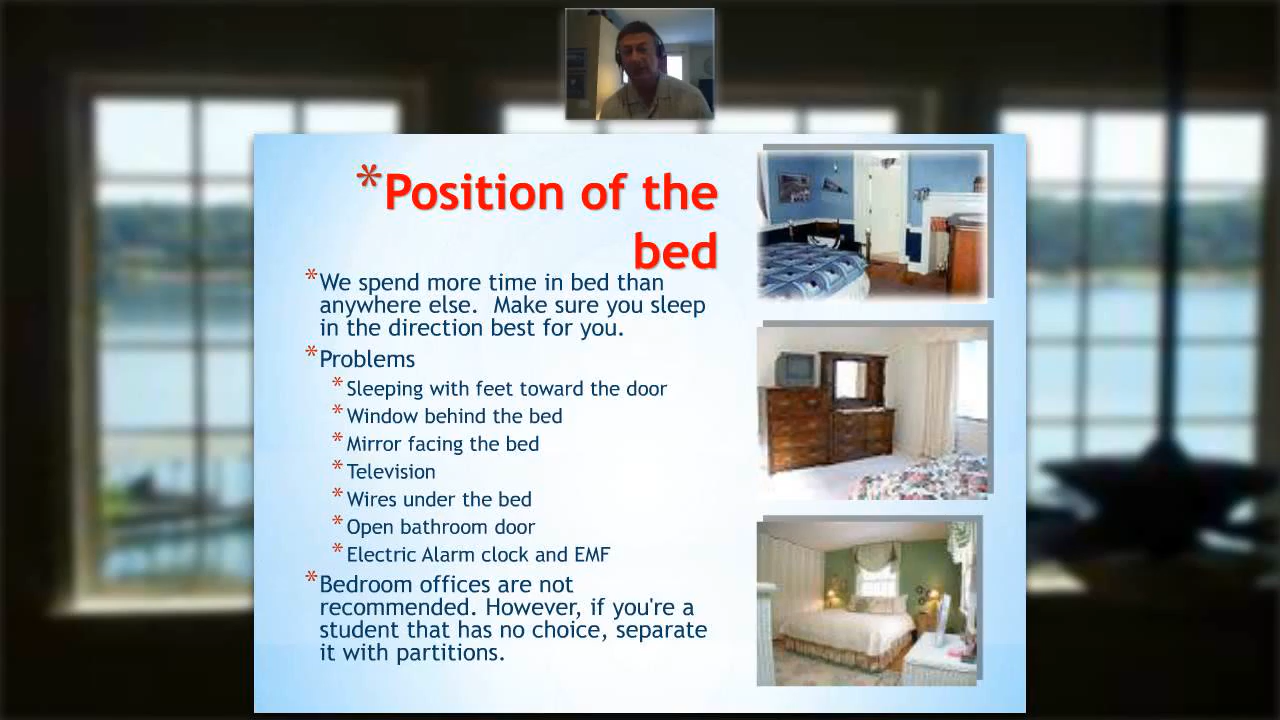 *Position of the
bed
*We spend more time in bed than
anywhere else.  Make sure you sleep
in the direction best for you.
*Problems
*Sleeping with feet toward the door
*Window behind the bed
*Mirror facing the bed
*Television
*Wires under the bed
*Open bathroom door
*Electric Alarm clock and EMF
*Bedroom offices are not
recommended. However, if you're a
student that has no choice, separate
it with partitions.